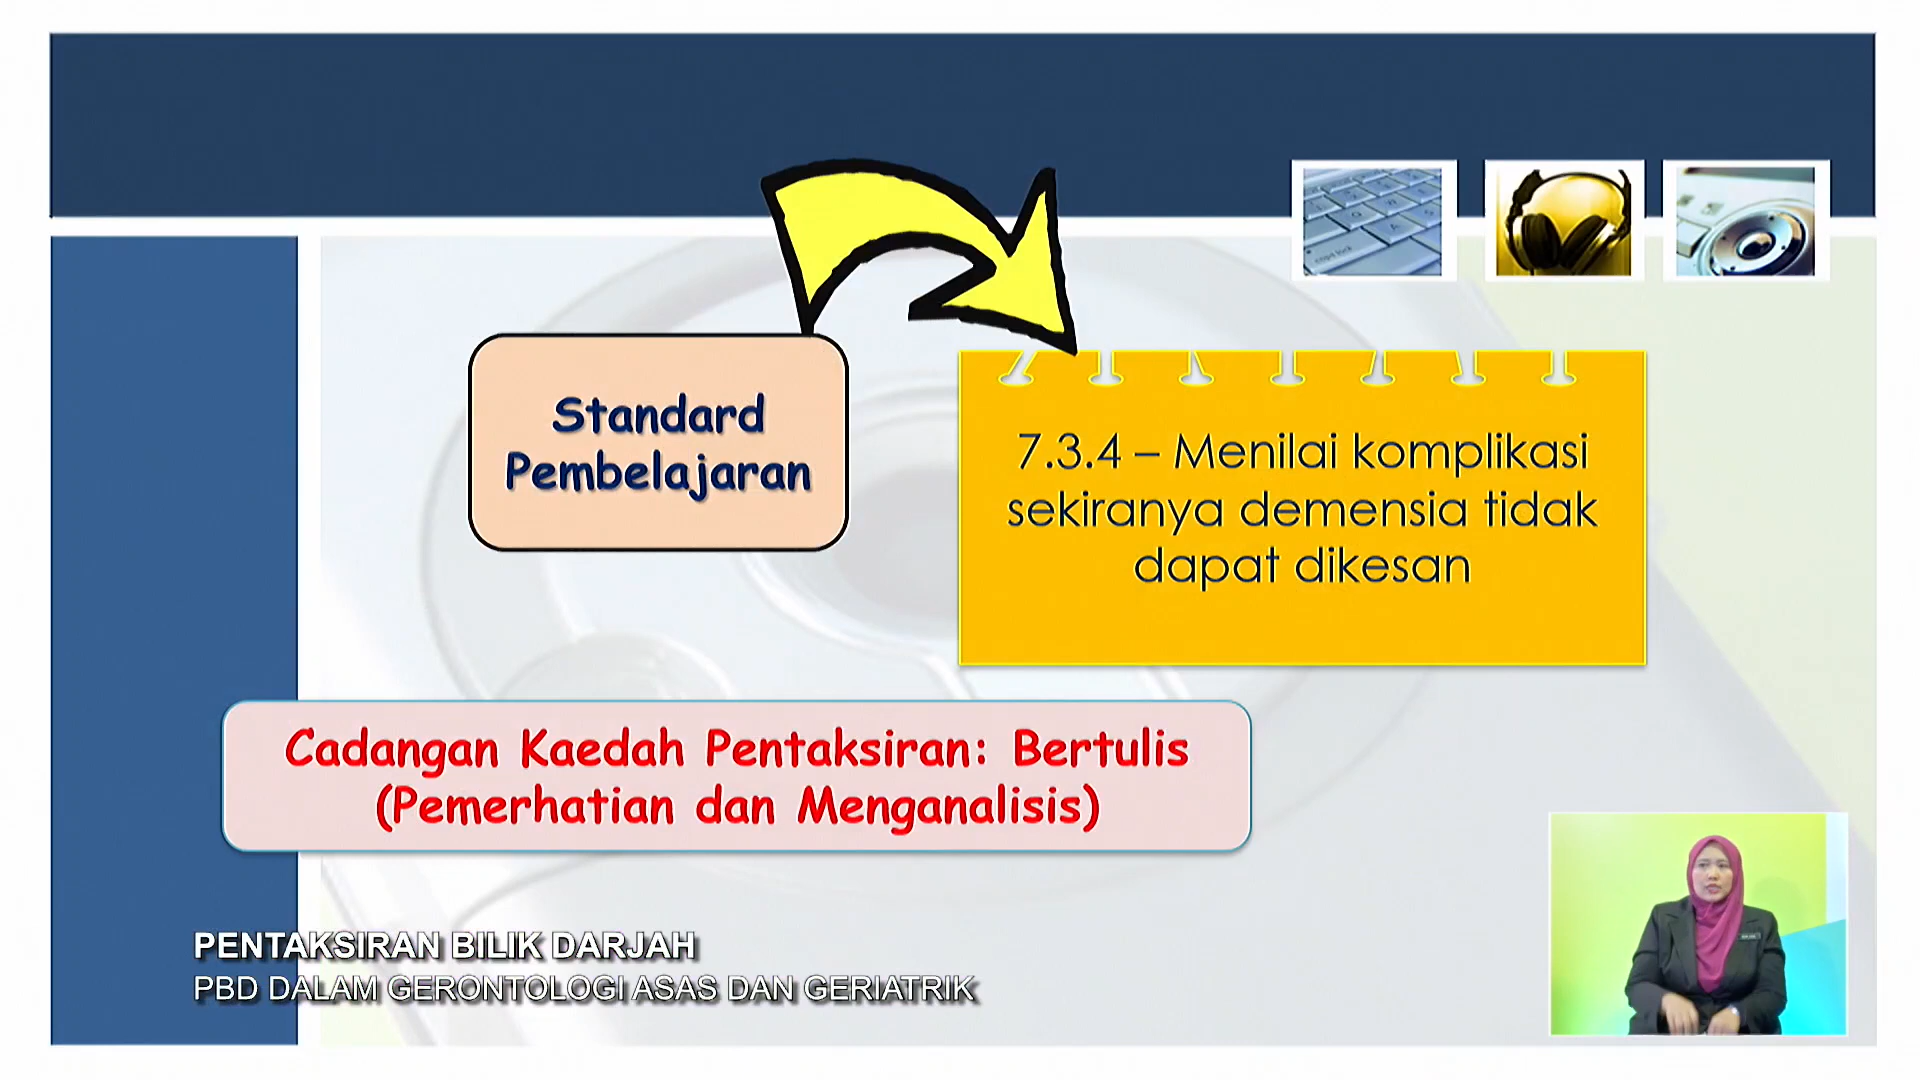 Standard
Pembelajaran
7.3.4 – Menilai komplikasi
sekiranya demensia tidak
dapat dikesan
Cadangan Kaedah Pentaksiran: Bertulis
(Pemerhatian dan Menganalisis)
PENTAKSIRAN BILIK DARJAH
PBD DALAM GERONTOLOGI ASAS DAN GERIATRIK